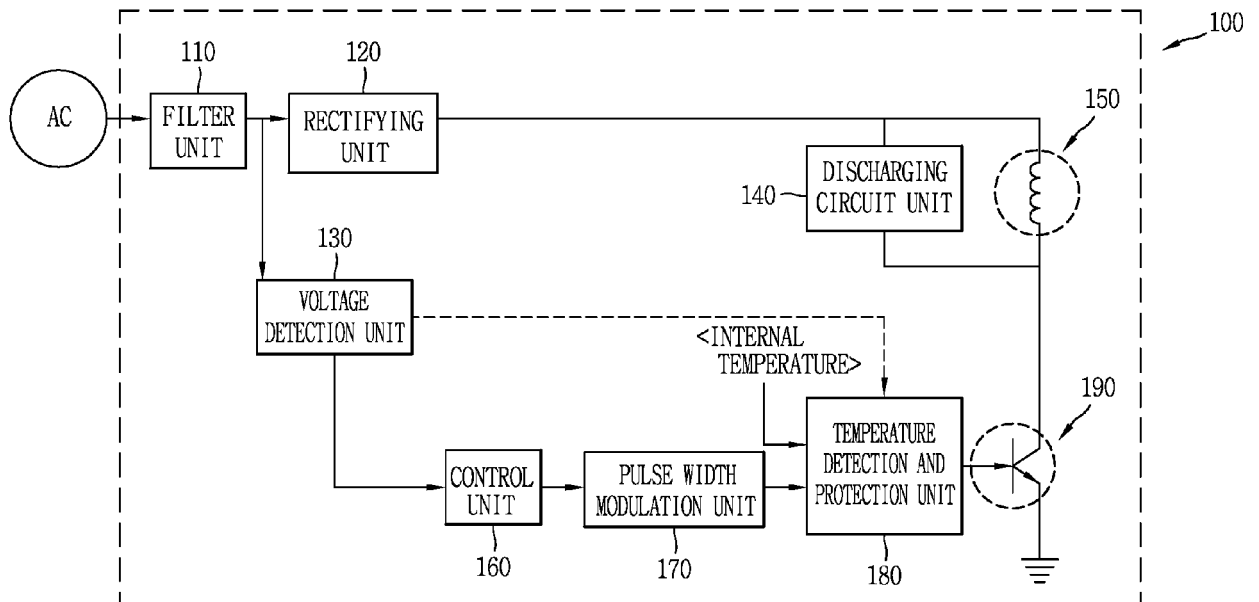 100
110
120
AC
FILTER
UNIT
RECTIFYING
UNIT
150
DISCHARGING
CIRCUIT UNIT
140
130
VOLTAGE
DETECTION UNIT
<INTERNAL
TEMPERATURE>
190
TEMPERATURE
DETECTION AND
PROTECTION UNIT
CONTROL
UNIT
PULSE WIDTH
MODULATION UNIT
160
170
180